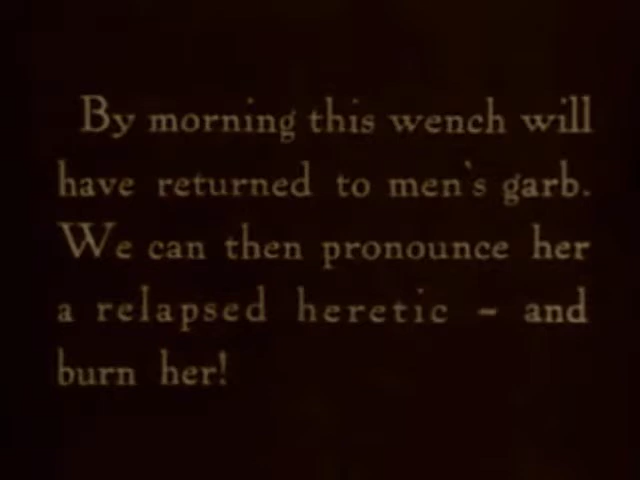 By morning this wench will
have returned to men's garb.
We can then pronounce her
a relapsed heretic - and
burn her!